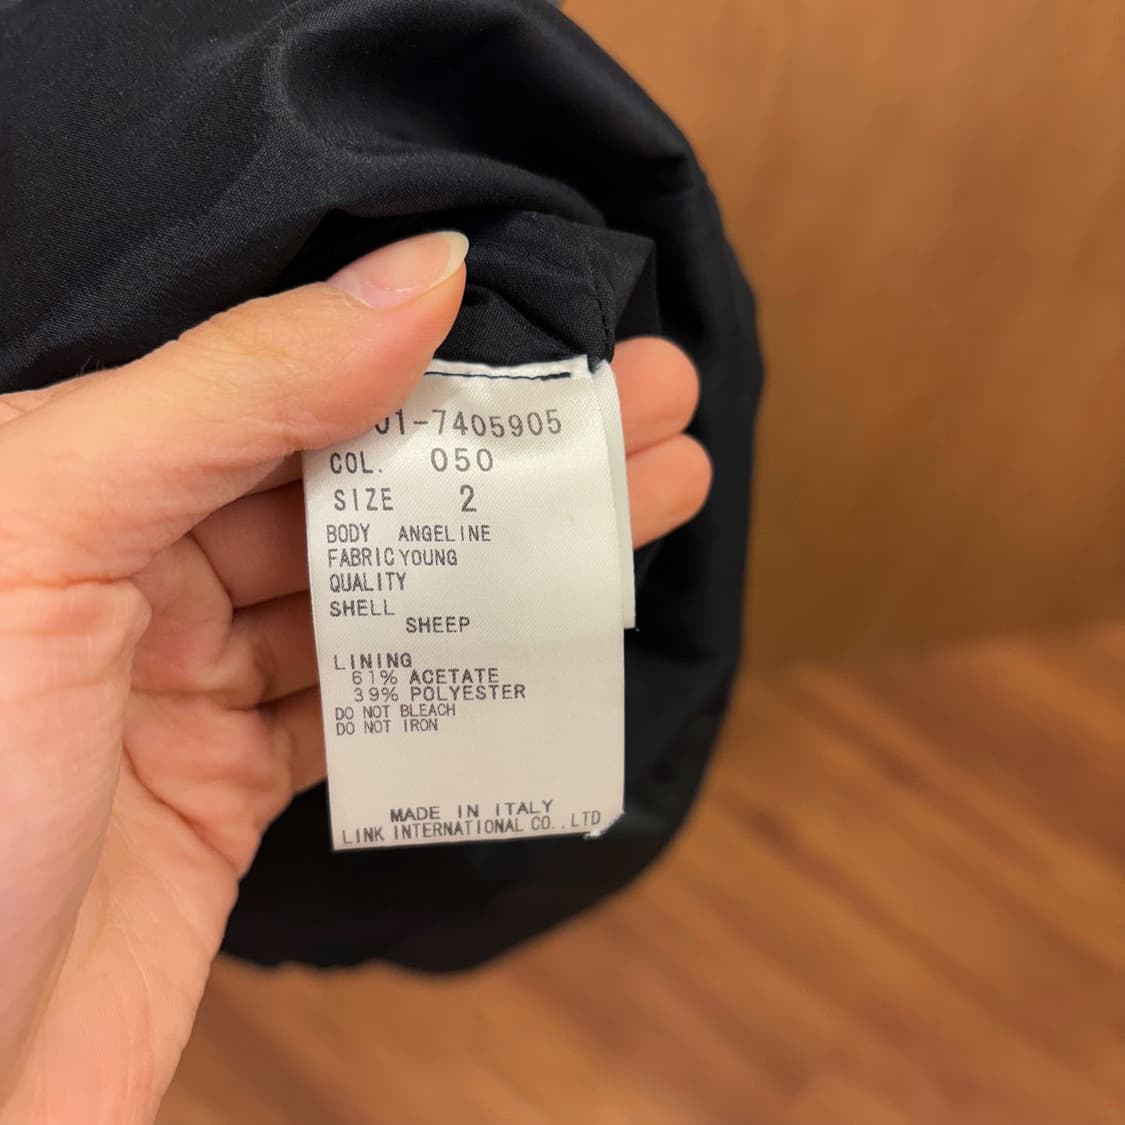 01-7405905
COL. 050
SIZE 2
BODY ANGELINE
FABRIC YOUNG
QUALITY
SHELL
SHEEP
LINING
61% ACETATE
39% POLYESTER
DO NOT BLEACH
DO NOT IRON
MADE IN ITALY
LINK INTERNATIONAL CO.,LTD